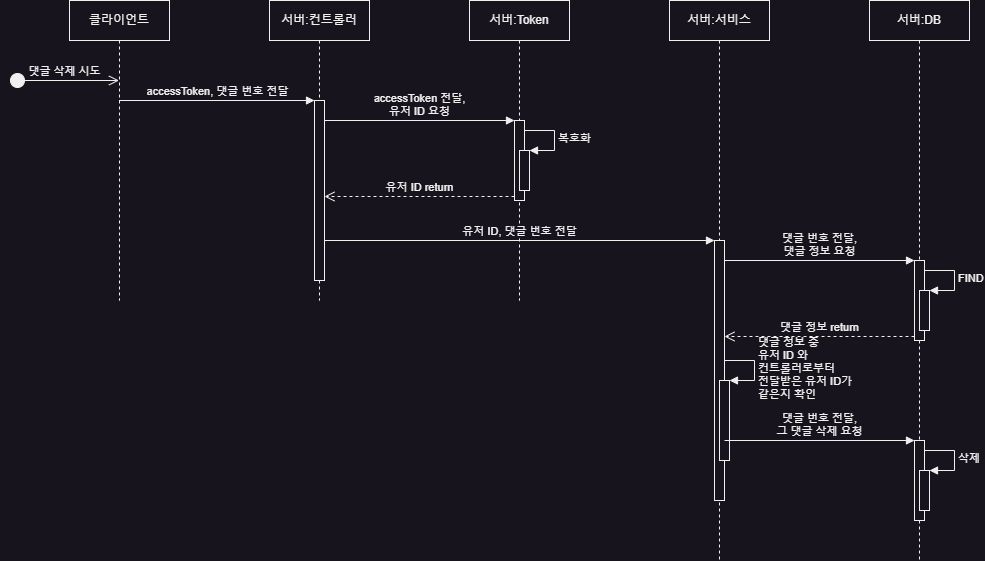 클라이언트
서버:컨트롤러
서버:Token
서버:서비스
서버:DB
댓글 삭제 시도
accessToken, 댓글 번호 전달
accessToken 전달,
유저 ID 요청
복호화
유저 ID return
유저 ID, 댓글 번호 전달
댓글 번호 전달,
댓글 정보 요청
FIND
댓글 정보 return
댓글 정보 중
유저 ID 와
컨트롤러로부터
전달받은 유저 ID가
같은지 확인
댓글 번호 전달,
그 댓글 삭제 요청
삭제